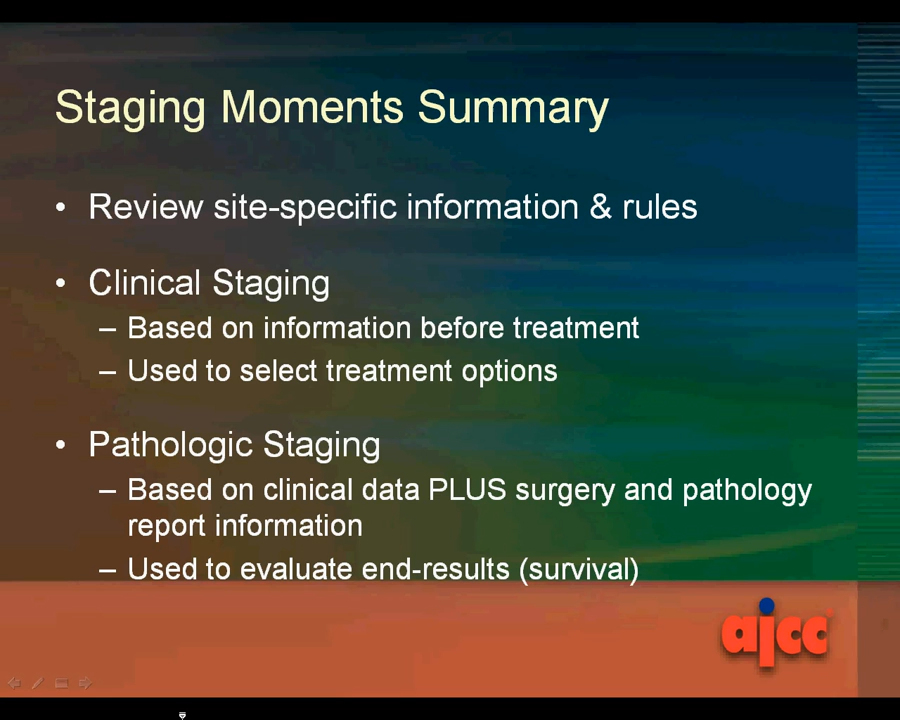 Staging Moments Summary
• Review site-specific information & rules
• Clinical Staging
– Based on information before treatment
– Used to select treatment options
• Pathologic Staging
– Based on clinical data PLUS surgery and pathology
report information
– Used to evaluate end-results (survival)
ajcc